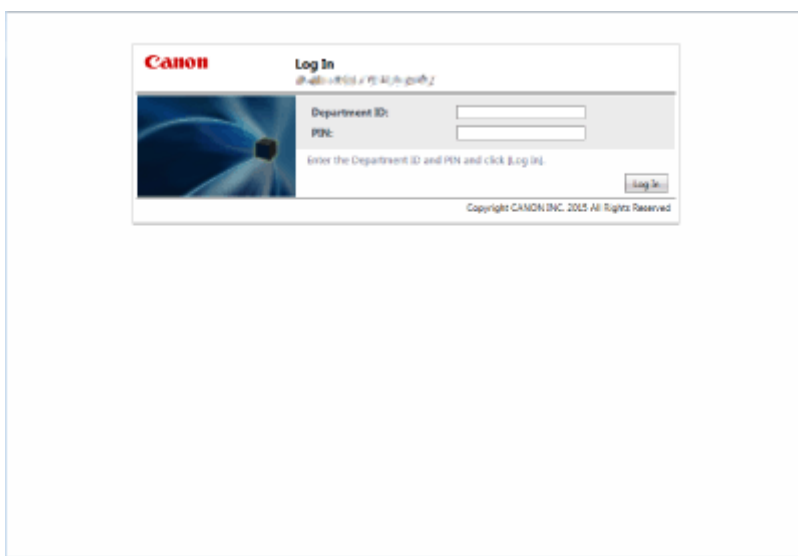 Canon
Log In
Department ID:
PIN:
Enter the Department ID and PIN and click [Log In].
Log In
Copyright CANON INC. 2015 All Rights Reserved